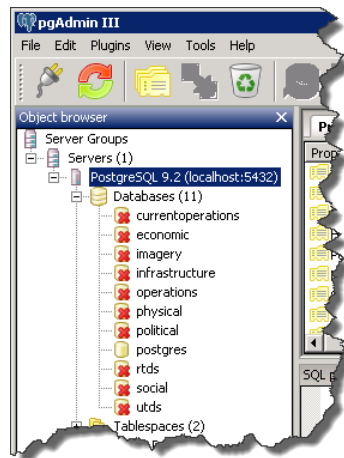 pgAdmin III
File Edit Plugins View Tools Help
Object browser
Server Groups
Servers (1)
PostgreSQL 9.2 (localhost:5432)
Databases (11)
currentoperations
economic
imagery
infrastructure
operations
physical
political
postgres
rtds
social
utds
Tablespaces (2)
Prop
SQL